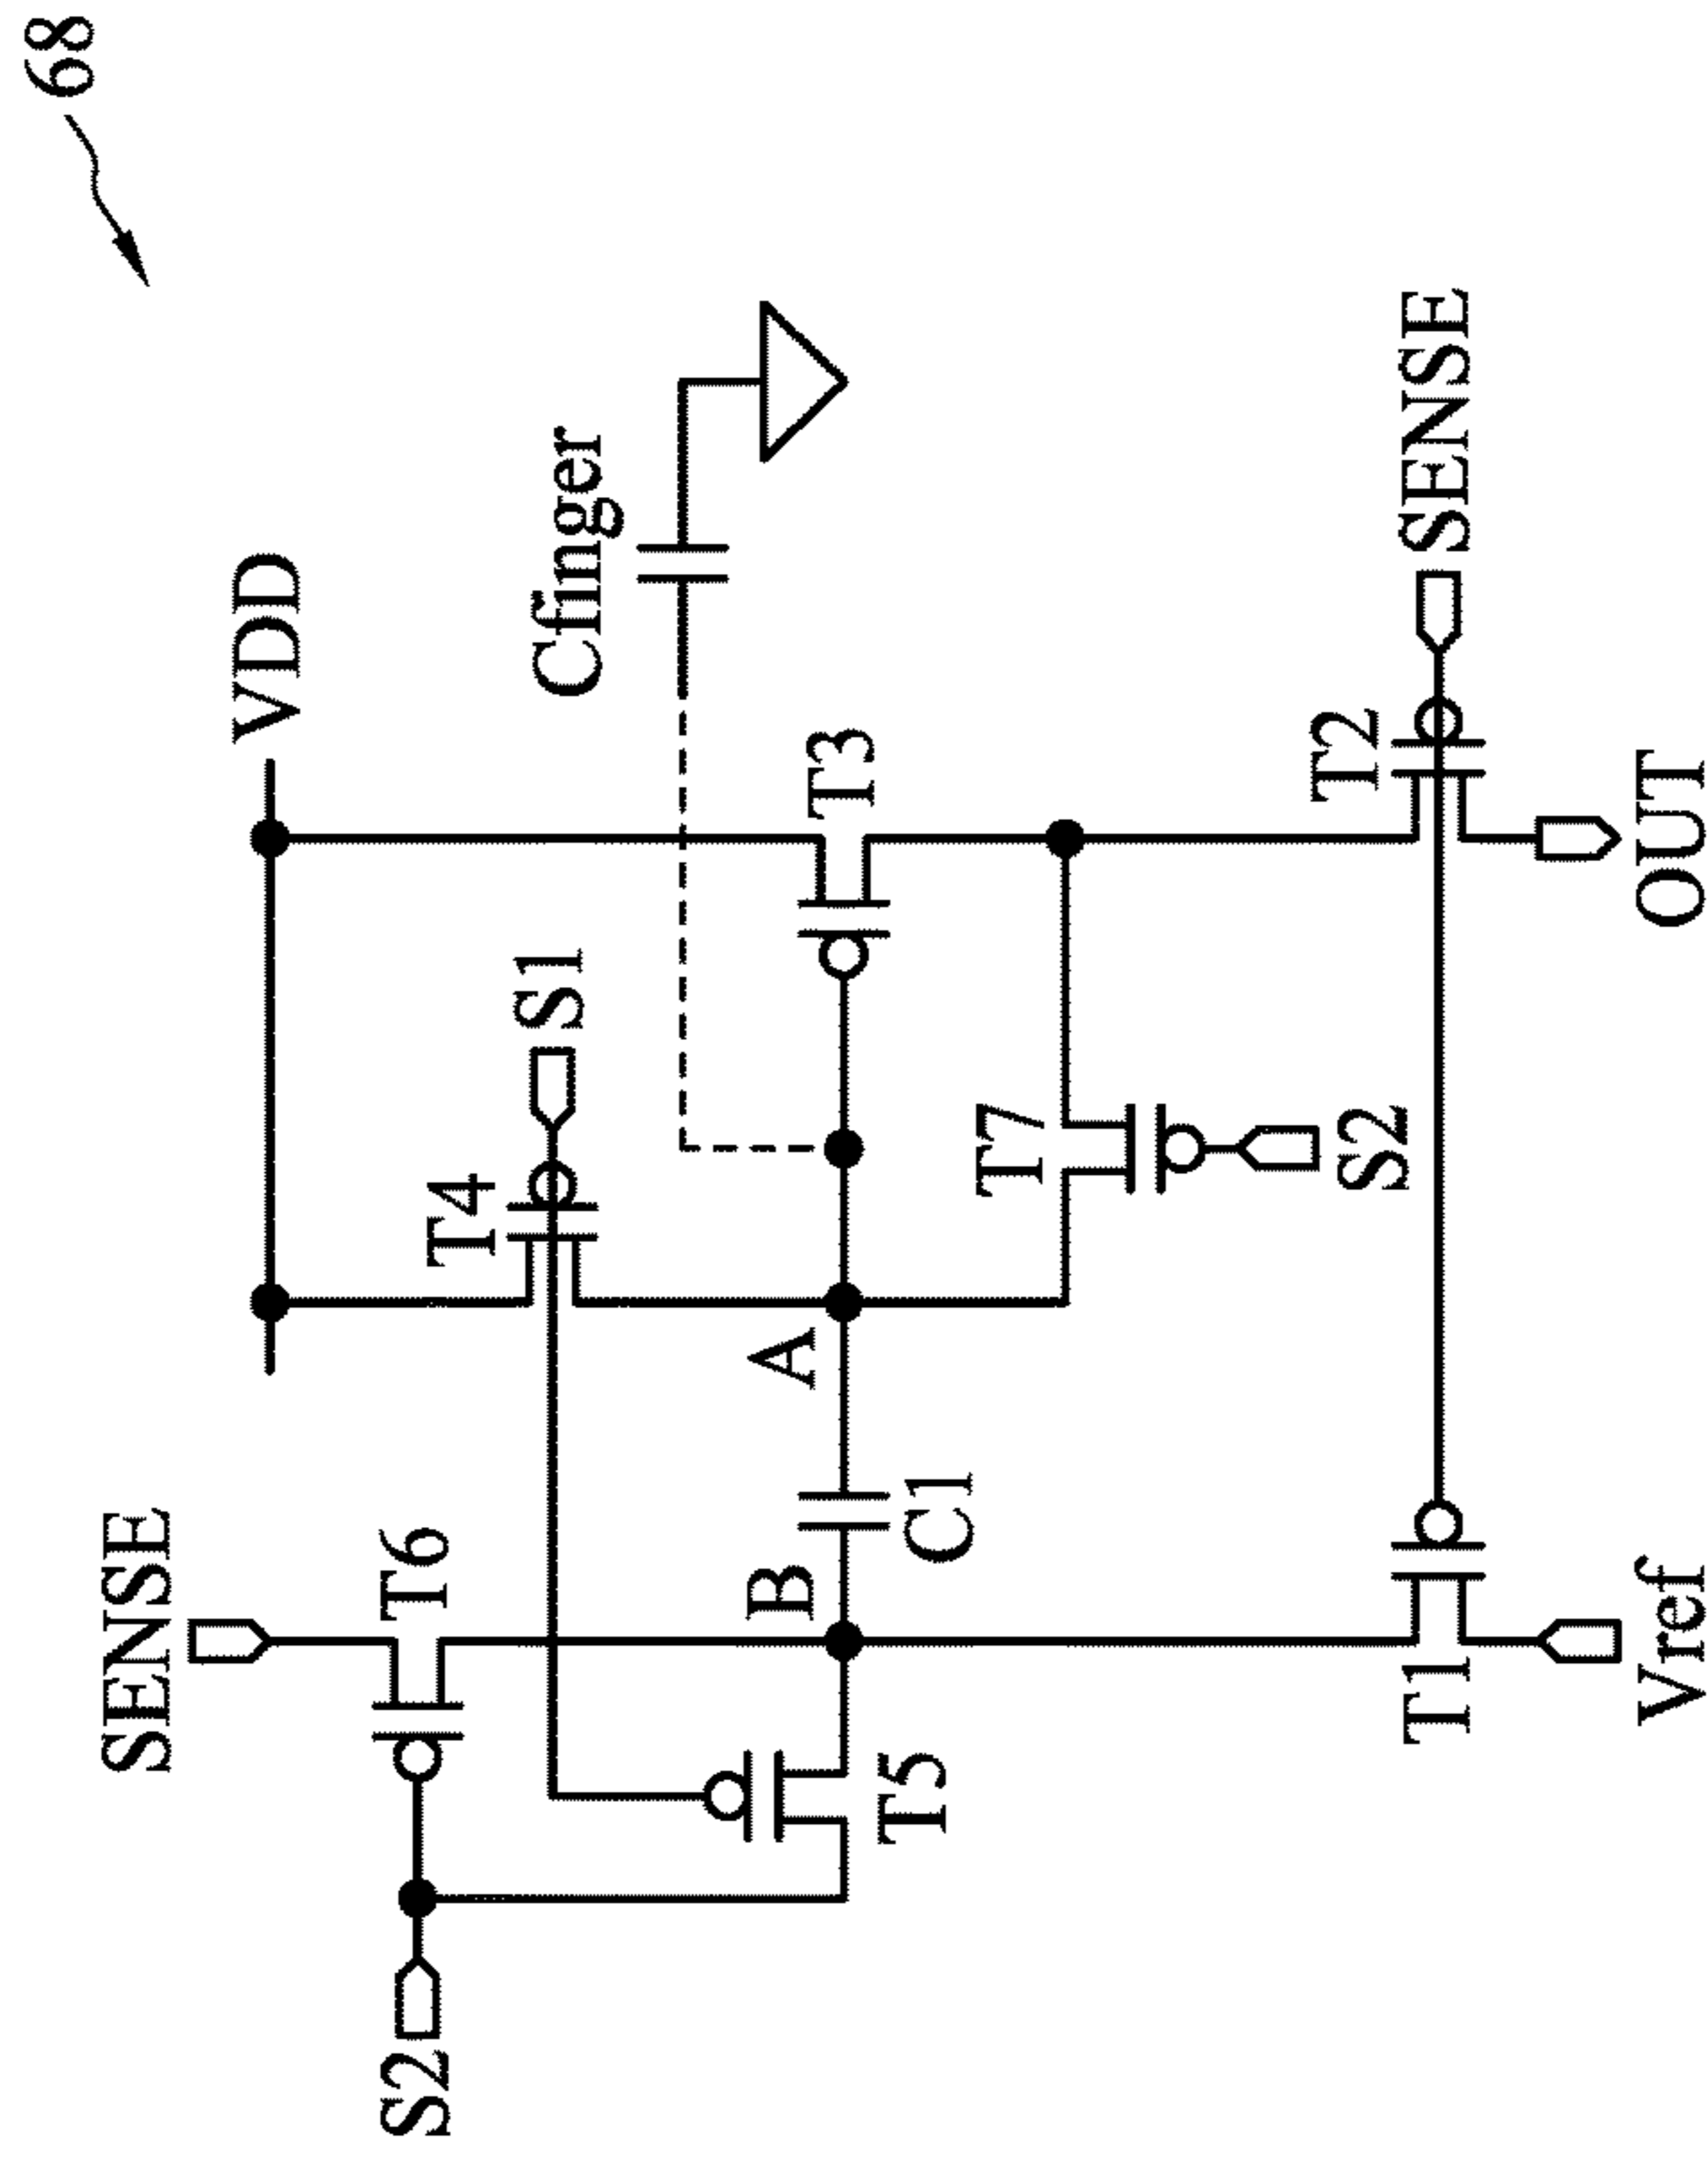 68
VDD
SENSE
Cfinger
S1
T4
T6
S2
T3
A
B
C1
T5
T7
S2
T2
SENSE
T1
OUT
Vref